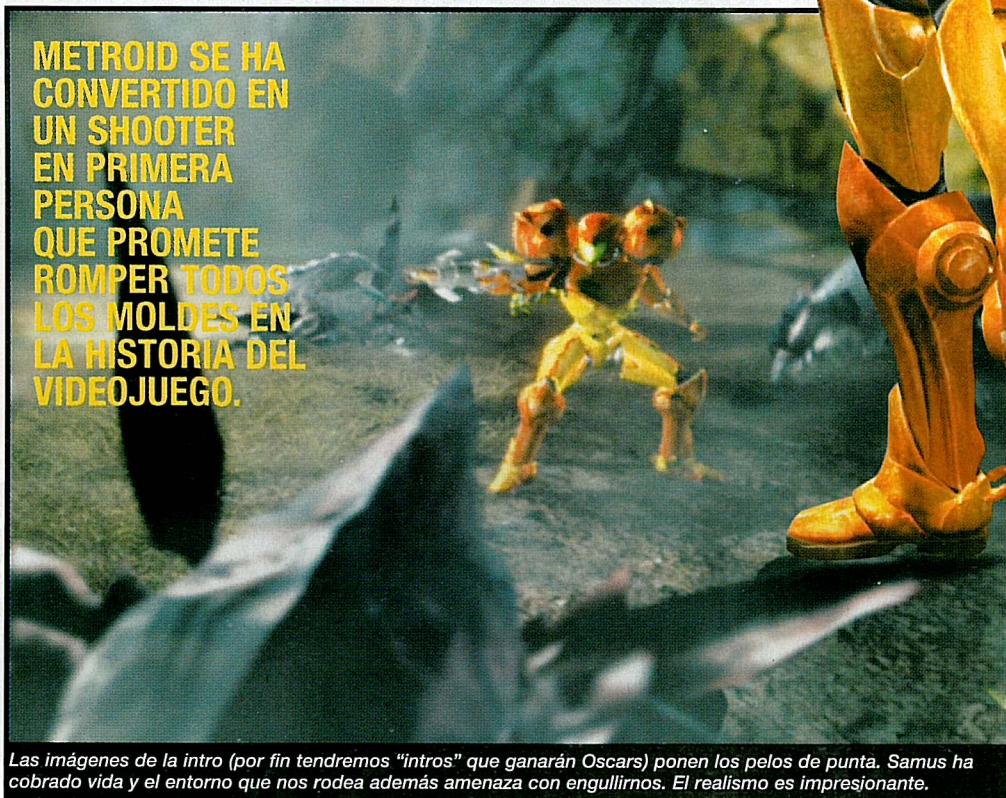 METROID SE HA
CONVERTIDO EN
UN SHOOTER
EN PRIMERA
PERSONA
QUE PROMETE
ROMPER TODOS
LOS MOLDES EN
LA HISTORIA DEL
VIDEOJUEGO.
Las imágenes de la intro (por fin tendremos "intros" que ganarán Oscars) ponen los pelos de punta. Samus ha
cobrado vida y el entorno que nos rodea además amenaza con engullirnos. El realismo es impresionante.